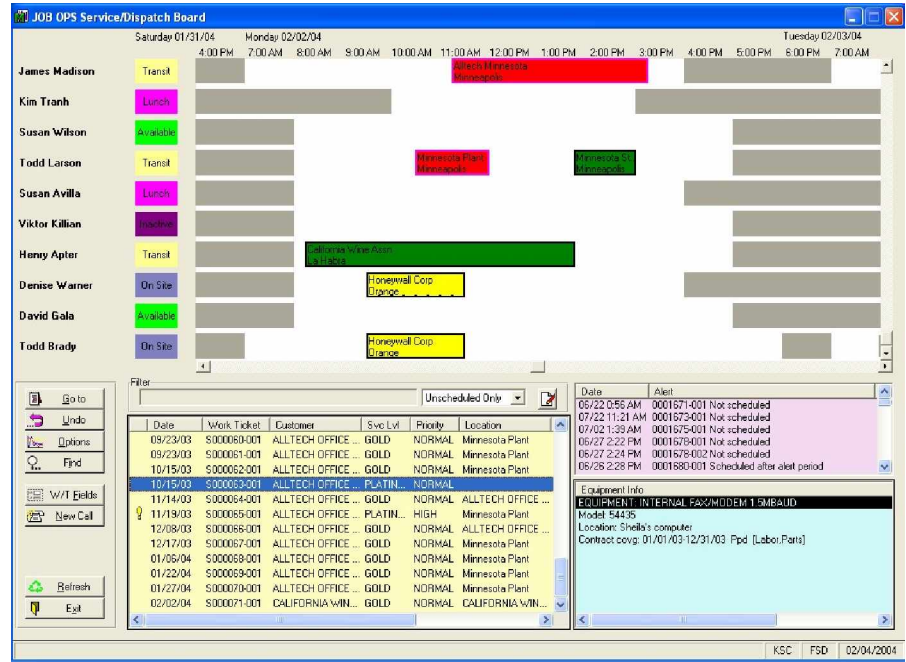 JOB OPS Service/Dispatch Board
Saturday 01/31/04 Monday 02/02/04 Tuesday 02/03/04
4:00 PM 7:00 AM 8:00 AM 9:00 AM 10:00 AM 11:00 AM 12:00 PM 1:00 PM 2:00 PM 3:00 PM 4:00 PM 5:00 PM 6:00 PM 7:00 AM
James Madison Transit Alltech Minnesota
Minneapolis
Kim Tranh Lunch
Susan Wilson Available
Todd Larson Transit Minnesota Plant Minnesota SC
Minneapolis Minneapolis
Susan Avilla Lunch
Viktor Killian Inactive
Henry Apter Transit California Wine Assn
La Habra
Denise Warner On Site Honeywall Corp
Orange
David Gala Available
Todd Brady On Site Honeywall Corp
Orange
Filter
Unscheduled Only
Go to
Undo
Options
Find
W/T Fields
New Call
Refresh
Exit
Date Work Ticket Customer Svc Lvl Priority Location
09/23/03 S000060-001 ALLTECH OFFICE ... GOLD NORMAL Minnesota Plant
09/23/03 S000061-001 ALLTECH OFFICE ... GOLD NORMAL Minnesota Plant
10/15/03 S000062-001 ALLTECH OFFICE ... GOLD NORMAL Minnesota Plant
10/15/03 S000063-001 ALLTECH OFFICE ... PLATIN... NORMAL
11/14/03 S000064-001 ALLTECH OFFICE ... GOLD NORMAL ALLTECH OFFICE ...
11/19/03 S000065-001 ALLTECH OFFICE ... PLATIN... HIGH Minnesota Plant
12/08/03 S000066-001 ALLTECH OFFICE ... GOLD NORMAL ALLTECH OFFICE ...
12/17/03 S000067-001 ALLTECH OFFICE ... GOLD NORMAL Minnesota Plant
01/06/04 S000068-001 ALLTECH OFFICE ... GOLD NORMAL Minnesota Plant
01/22/04 S000069-001 ALLTECH OFFICE ... GOLD NORMAL Minnesota Plant
01/27/04 S000070-001 ALLTECH OFFICE ... GOLD NORMAL Minnesota Plant
02/02/04 S000071-001 CALIFORNIA WIN... GOLD NORMAL CALIFORNIA WIN...
Date Alert
06/22 0:56 AM 0001671-001 Not scheduled
07/22 11:21 AM 0001673-001 Not scheduled
07/02 1:39 AM 0001675-001 Not scheduled
06/27 2:22 PM 0001678-001 Not scheduled
06/27 2:24 PM 0001678-002 Not scheduled
06/26 2:28 PM 0001680-001 Scheduled after alert period
Equipment Info
EQUIPMENT: INTERNAL FAX/MODEM 1.5MBAUD
Model: 54435
Location: Sheila's computer
Contract covg: 01/01/03-12/31/03 Ppd [Labor,Parts]
KSC FSD 02/04/2004